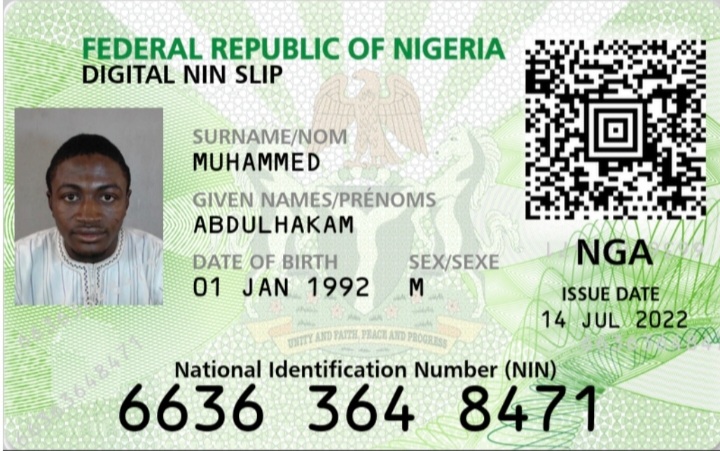 FEDERAL REPUBLIC OF NIGERIA
DIGITAL NIN SLIP
SURNAME/NOM
MUHAMMED
GIVEN NAMES/PRÉNOMS
ABDULHAKAM
DATE OF BIRTH SEX/SEXE
01 JAN 1992 M
NGA
ISSUE DATE
14 JUL 2022
UNITY AND FAITH, PEACE AND PROGRESS
National Identification Number (NIN)
6636 364 8471